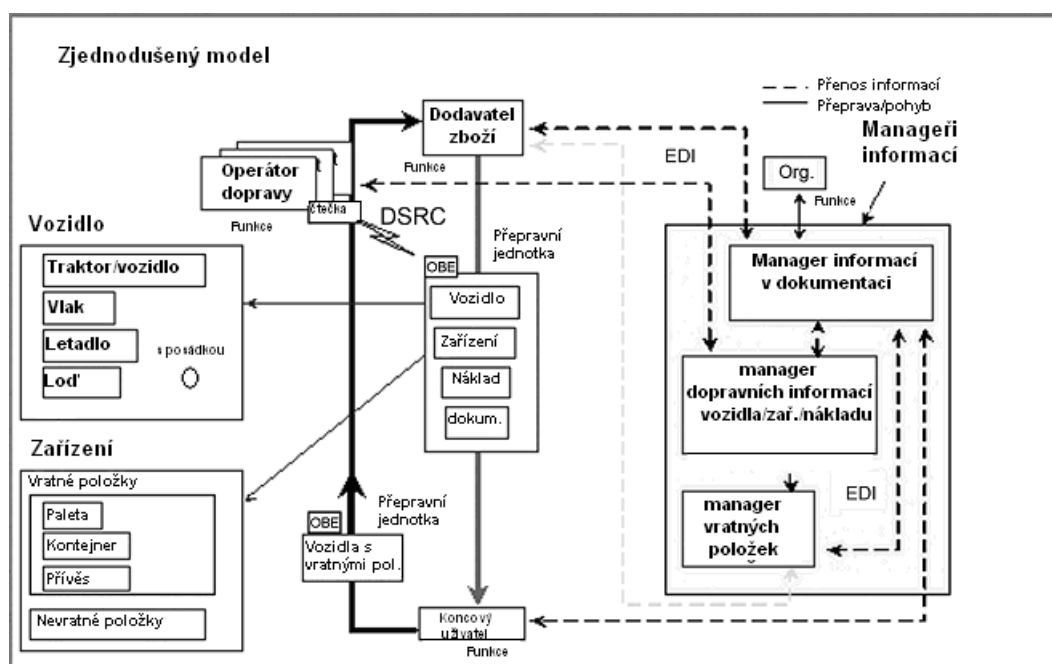 Zjednodušený model
Přenos informací
Přeprava/pohyb
Manageři
informací
Dodavatel
zboží
EDI
Org.
Funkce
Funkce
Operátor
dopravy
čtečka
Funkce
DSRC
Přepravní
jednotka
Vozidlo
Traktor/vozidlo
Vlak
Letadlo
Loď
s posádkou
OBE
Vozidlo
Zařízení
Náklad
dokum.
Manager informací
v dokumentaci
manager
dopravních informací
vozidla/zař./nákladu
manager
vratných
položek
EDI
Zařízení
Vratné položky
Paleta
Kontejner
Přívěs
Nevratné položky
Přepravní
jednotka
OBE
Vozidla s
vratnými pol.
Koncový
uživatel
Funkce